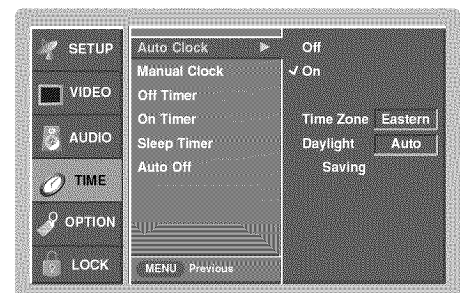 SETUP
VIDEO
AUDIO
TIME
OPTION
LOCK
Auto Clock ►
Manual Clock
Off Timer
On Timer
Sleep Timer
Auto Off
MENU Previous
Off
✓ On
Time Zone Eastern
Daylight Auto
Saving